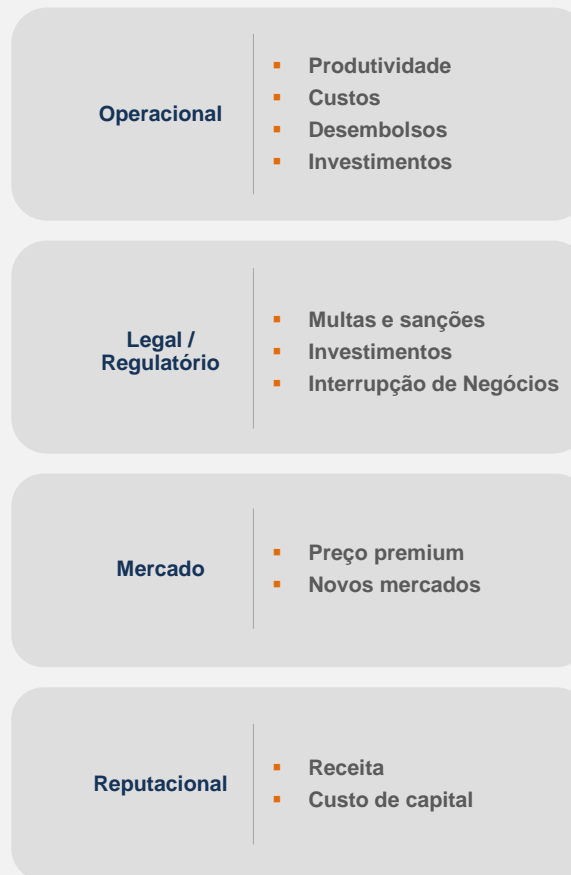 Operacional
▪ Produtividade
▪ Custos
▪ Desembolsos
▪ Investimentos
Legal /
Regulatório
▪ Multas e sanções
▪ Investimentos
▪ Interrupção de Negócios
Mercado
▪ Preço premium
▪ Novos mercados
Reputacional
▪ Receita
▪ Custo de capital